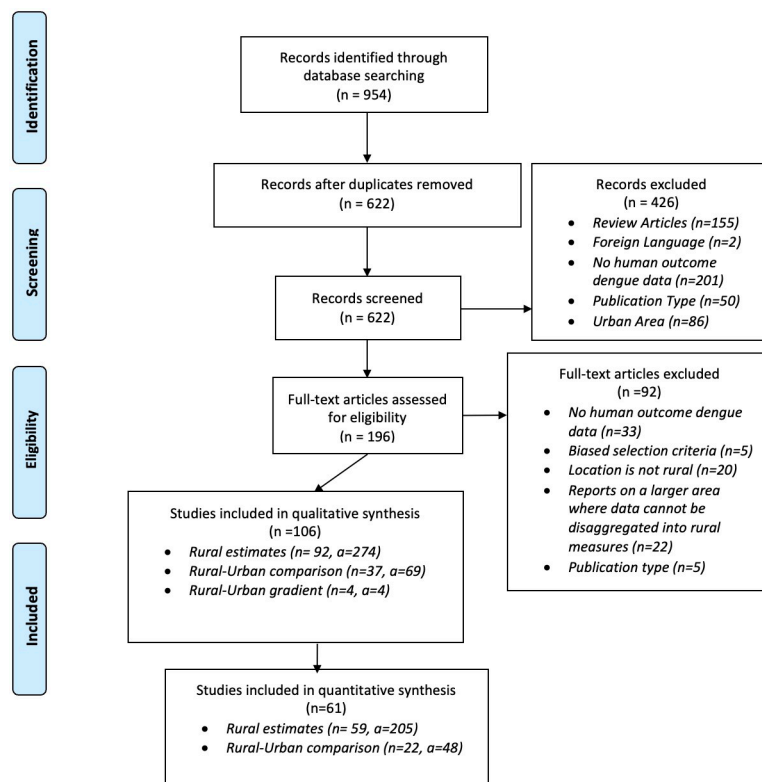 Identification
Records identified through
database searching
(n = 954)
Screening
Records after duplicates removed
(n = 622)
Records screened
(n = 622)
Records excluded
(n = 426)
• Review Articles (n=155)
• Foreign Language (n=2)
• No human outcome
dengue data (n=201)
• Publication Type (n=50)
• Urban Area (n=86)
Eligibility
Full-text articles assessed
for eligibility
(n = 196)
Full-text articles excluded
(n =92)
• No human outcome dengue
data (n=33)
• Biased selection criteria (n=5)
• Location is not rural (n=20)
• Reports on a larger area
where data cannot be
disaggregated into rural
measures (n=22)
• Publication type (n=5)
Included
Studies included in qualitative synthesis
(n =106)
• Rural estimates (n= 92, a=274)
• Rural-Urban comparison (n=37, a=69)
• Rural-Urban gradient (n=4, a=4)
Studies included in quantitative synthesis
(n=61)
• Rural estimates (n= 59, a=205)
• Rural-Urban comparison (n=22, a=48)